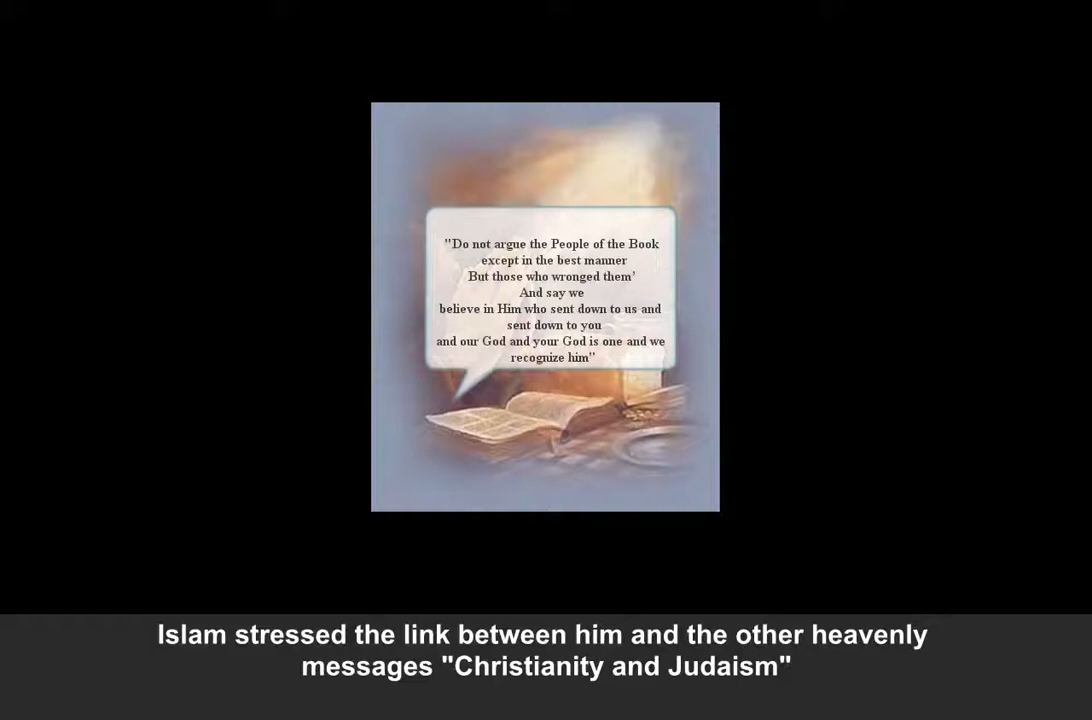 "Do not argue the People of the Book
except in the best manner
But those who wronged them'
And say we
believe in Him who sent down to us and
sent down to you
and our God and your God is one and we
recognize him"
Islam stressed the link between him and the other heavenly
messages "Christianity and Judaism"